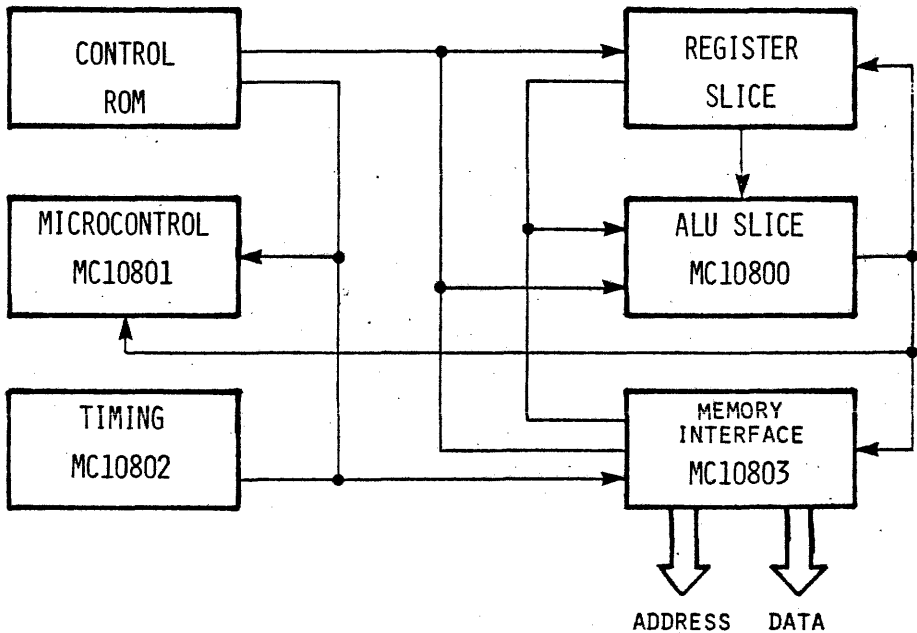 CONTROL
ROM
REGISTER
SLICE
MICROCONTROL
MC10801
ALU SLICE
MC10800
TIMING
MC10802
MEMORY
INTERFACE
MC10803
ADDRESS
DATA